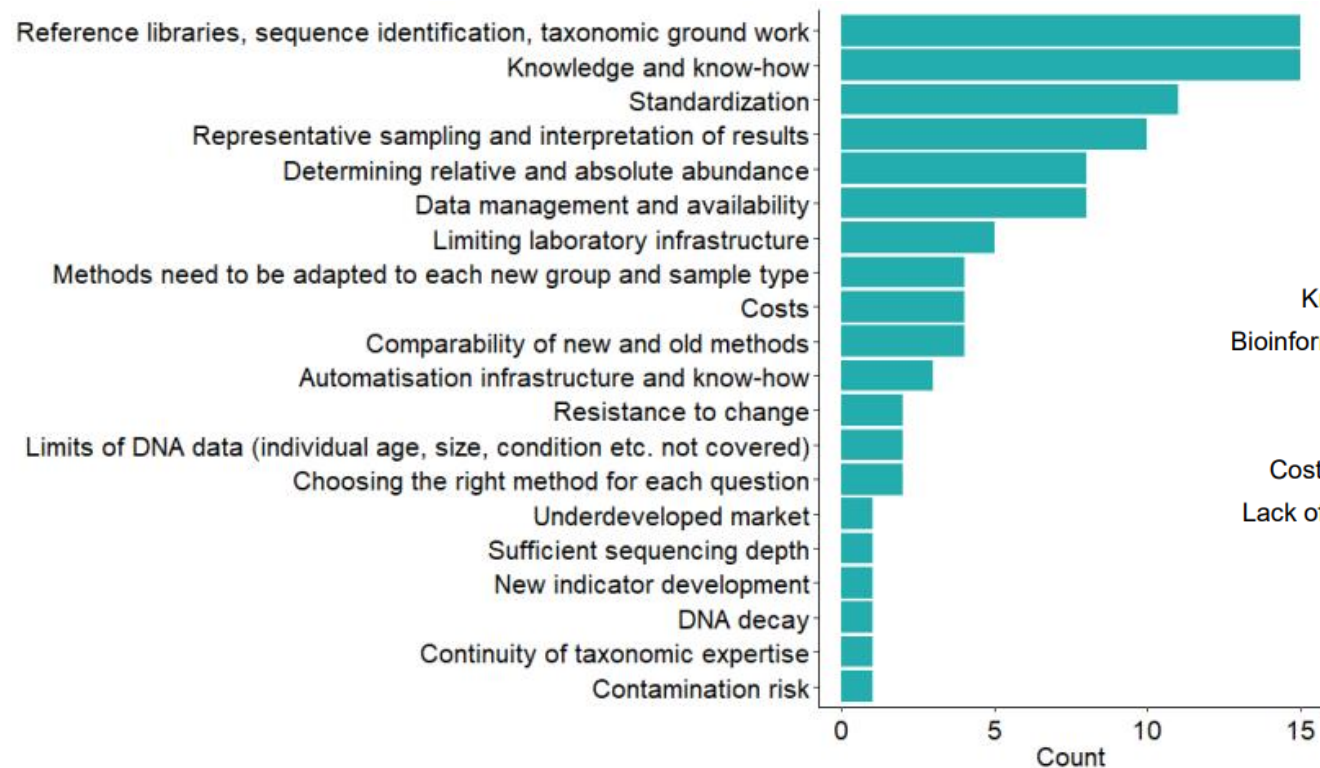 Reference libraries, sequence identification, taxonomic ground work
Knowledge and know-how
Standardization
Representative sampling and interpretation of results
Determining relative and absolute abundance
Data management and availability
Limiting laboratory infrastructure
Methods need to be adapted to each new group and sample type
Costs
Comparability of new and old methods
Automatisation infrastructure and know-how
Resistance to change
Limits of DNA data (individual age, size, condition etc. not covered)
Choosing the right method for each question
Underdeveloped market
Sufficient sequencing depth
New indicator development
DNA decay
Continuity of taxonomic expertise
Contamination risk
0 5 10 15
Count
Bioinfor
Cost
Lack of